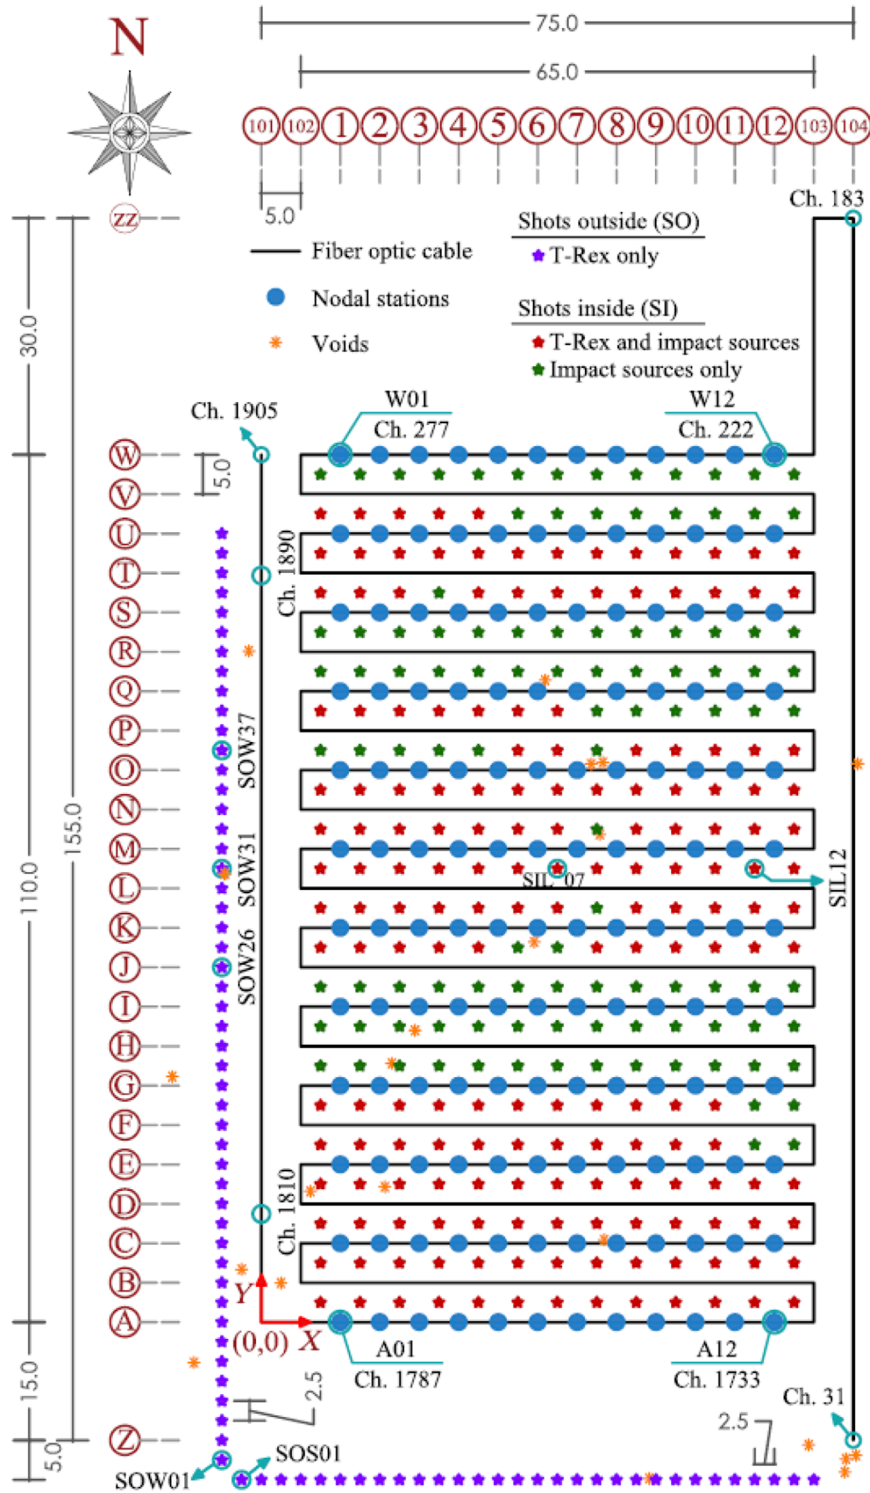 75.0
N
65.0
101 102 1 2 3 4 5 6 7 8 9 10 11 12 103 104
5.0
Ch. 183
ZZ
Shots outside (SO)
Fiber optic cable
T-Rex only
Nodal stations
Shots inside (SI)
Voids
T-Rex and impact sources
Impact sources only
30.0
Ch. 1905
W01
W12
Ch. 277
Ch. 222
W
5.0
V
U
T
Ch. 1890
S
R
Q
P
SOW37
O
N
M
SOW31
SIL 07
SIL12
L
K
SOW26
J
I
H
G
F
E
D
Ch. 1810
C
B
A
110.0
155.0
Y
(0,0) X
A01
A12
Ch. 1787
Ch. 1733
15.0
2.5
2.5
Ch. 31
Z
5.0
SOS01
SOW01